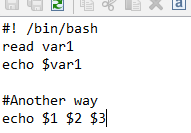 #! /bin/bash
read var1
echo $var1

#Another way
echo $1 $2 $3